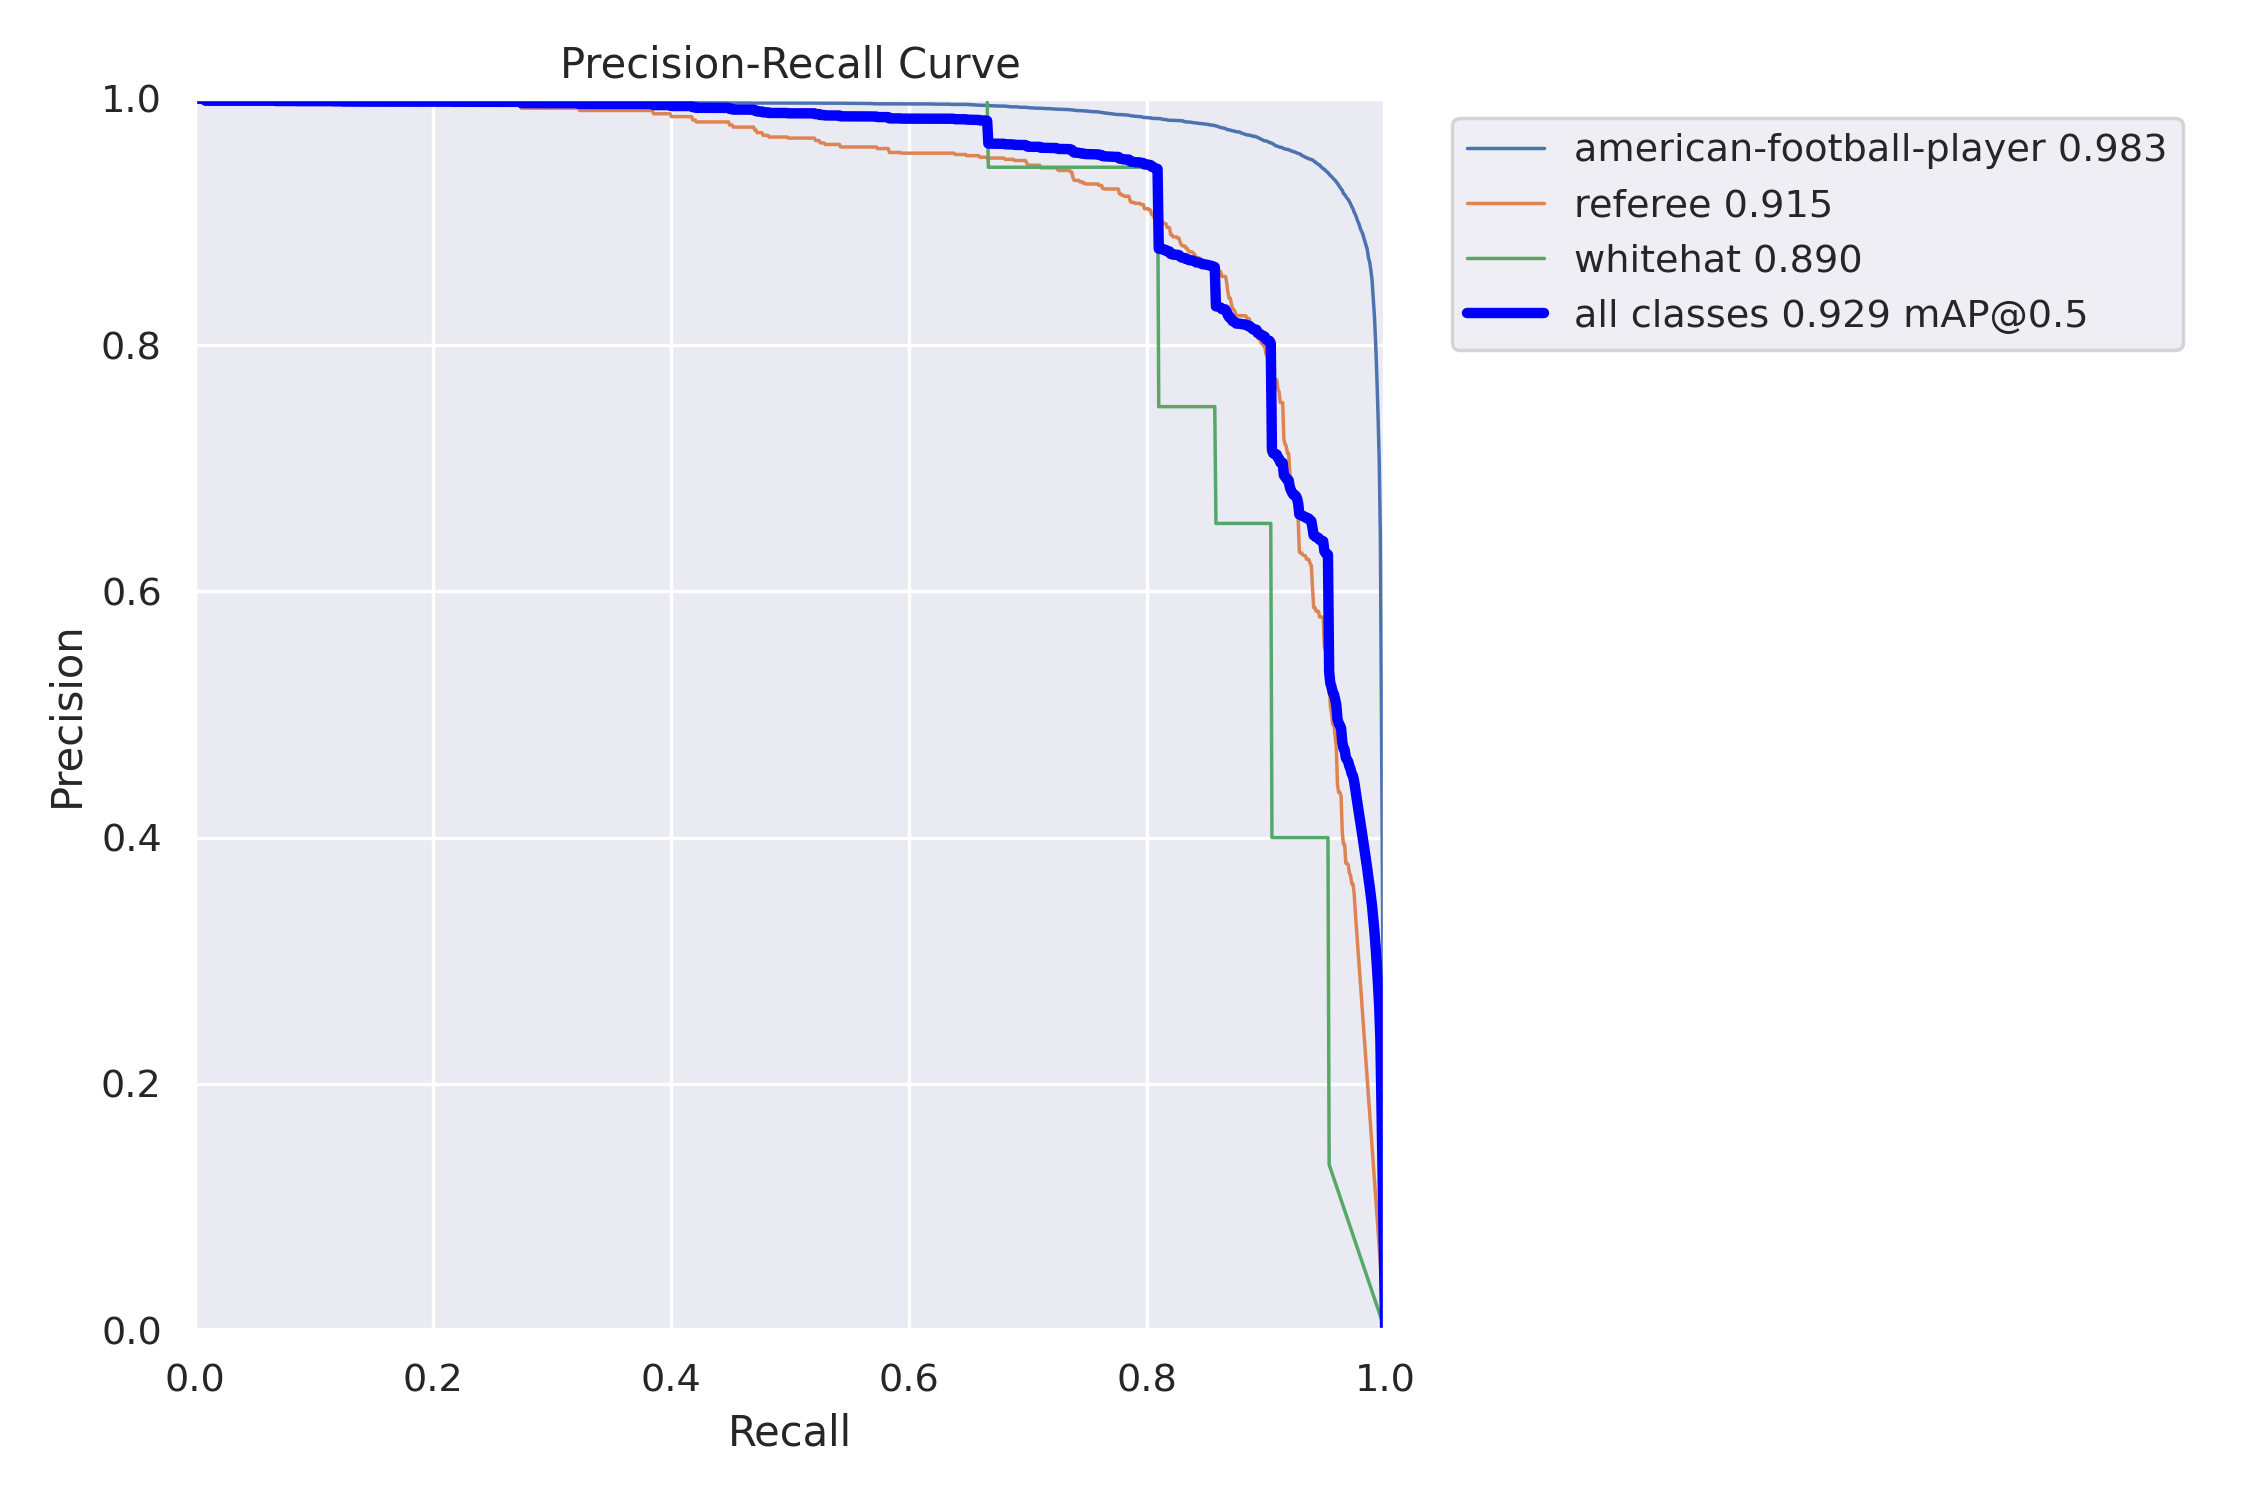 Precision-Recall Curve
1.0
0.8
0.6
0.4
0.2
0.0
Precision
0.0 0.2 0.4 0.6 0.8 1.0
Recall
american-football-player 0.983
referee 0.915
whitehat 0.890
all classes 0.929 mAP@0.5